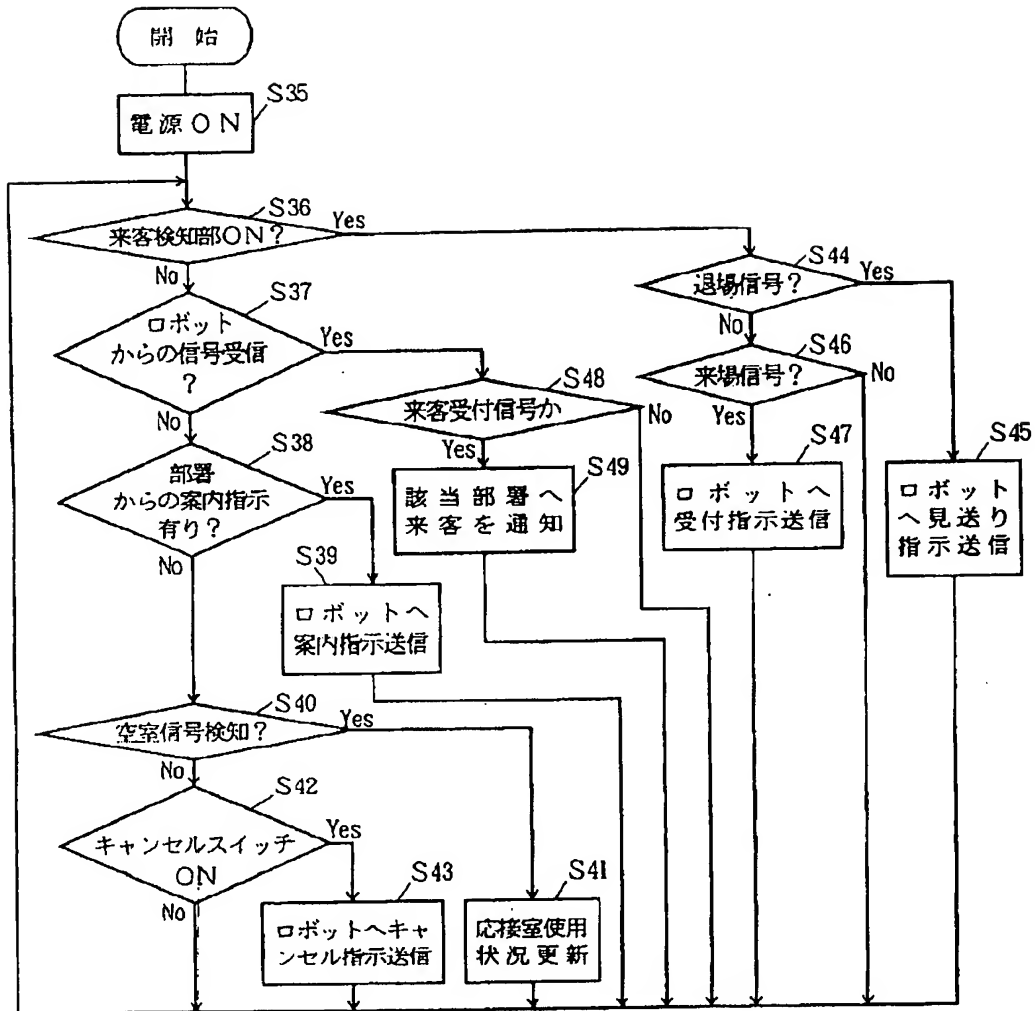 開始
S35
電源ON
S36
来客検知部ON?
Yes
No
S44
退場信号?
Yes
No
S37
ロボット
からの信号受信
?
Yes
No
S46
来場信号?
No
Yes
S48
来客受付信号か
No
Yes
S38
部署
からの案内指示
有り?
Yes
No
S49
該当部署へ
来客を通知
S47
ロボットへ
受付指示送信
S45
ロボット
へ見送り
指示送信
S39
ロボットへ
案内指示送信
S40
空室信号検知?
Yes
No
S42
キャンセルスイッチ
ON
Yes
No
S43
ロボットへキャ
ンセル指示送信
S41
応接室使用
状況更新